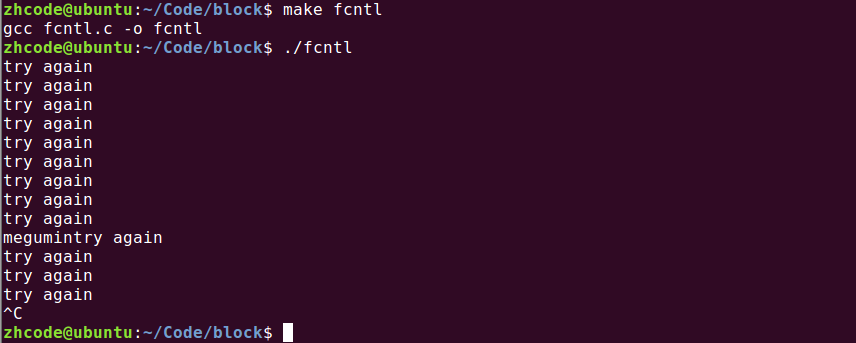 zhcode@ubuntu:~/Code/block$ make fcntl
gcc fcntl.c -o fcntl
zhcode@ubuntu:~/Code/block$ ./fcntl
try again
try again
try again
try again
try again
try again
try again
try again
try again
megumintry again
try again
try again
try again
^C
zhcode@ubuntu:~/Code/block$